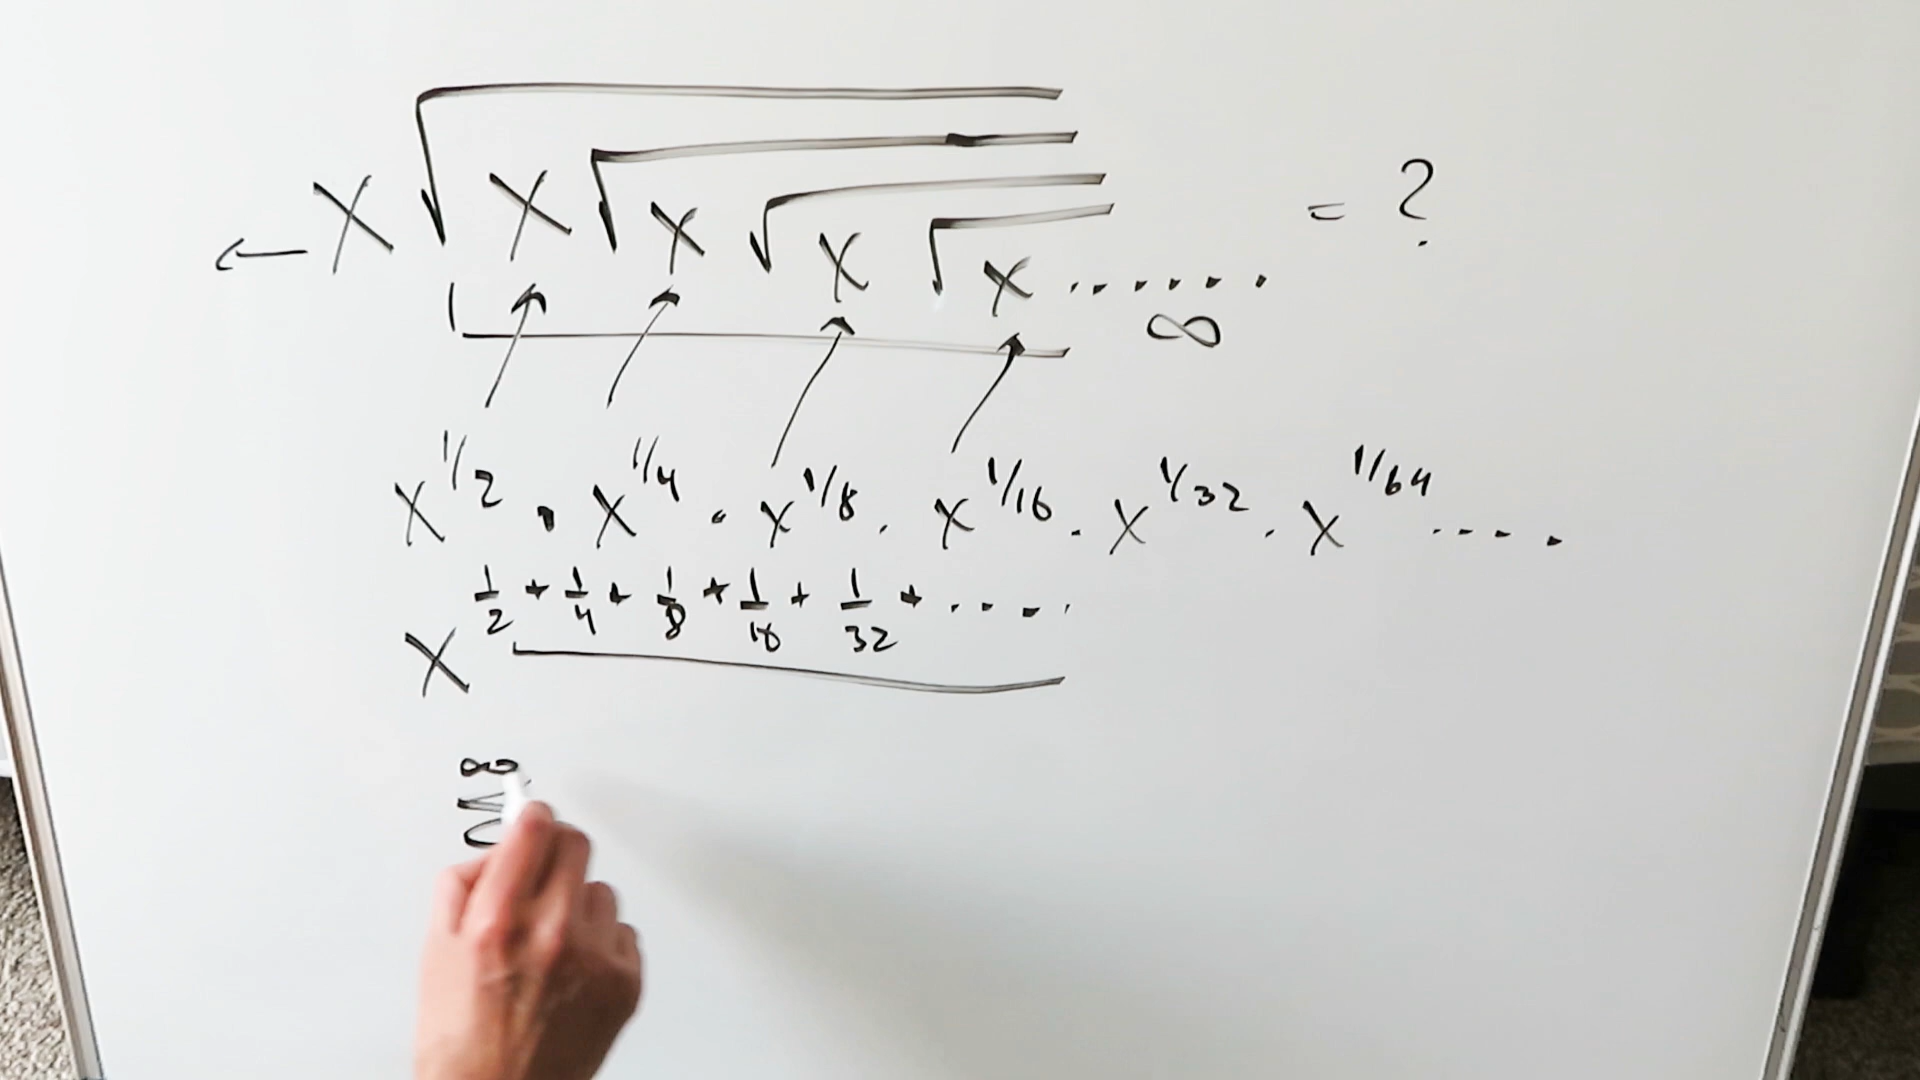 x√x√x√x√x...... = ?
∞
x^1/2 · x^1/4 · x^1/8 · x^1/16 · x^1/32 · x^1/64 ....
x^(1/2 + 1/4 + 1/8 + 1/16 + 1/32 + ....)
∞